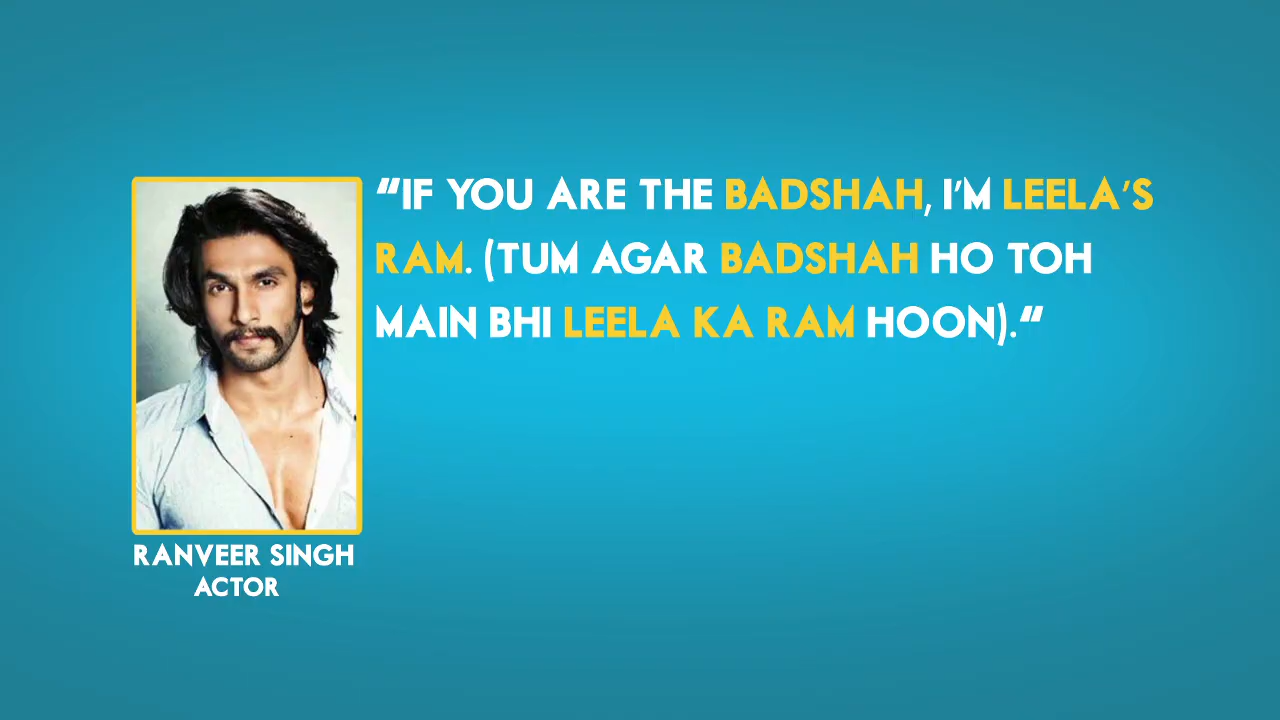 "IF YOU ARE THE BADSHAH, I'M LEELA'S
RAM. (TUM AGAR BADSHAH HO TOH
MAIN BHI LEELA KA RAM HOON)."
RANVEER SINGH
ACTOR